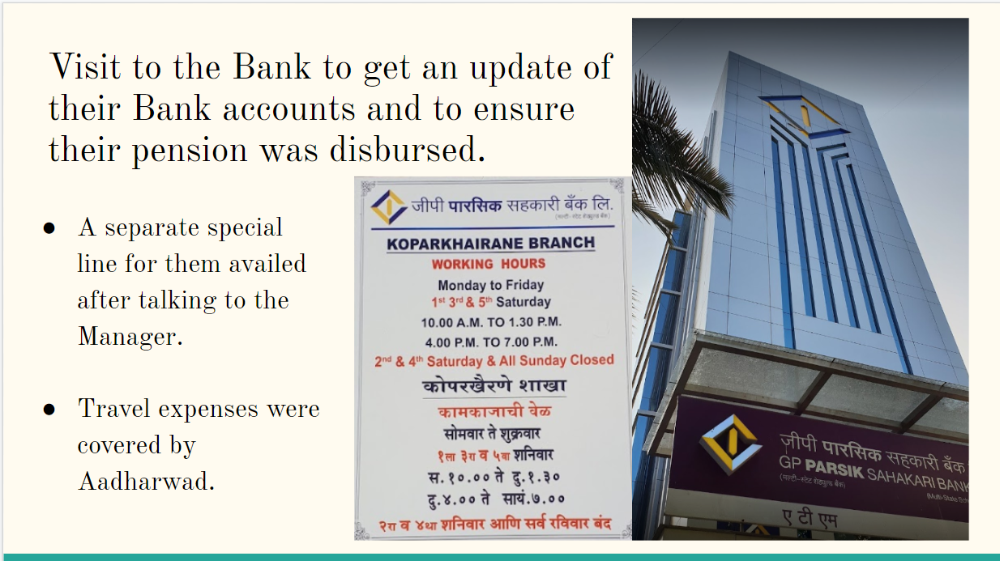 Visit to the Bank to get an update of
their Bank accounts and to ensure
their pension was disbursed.
● A separate special
line for them availed
after talking to the
Manager.
● Travel expenses were
covered by
Aadharwad.
जीपी पारसिक सहकारी बँक लि.
(मल्टी-स्टेट शेड्युल्ड बँक)
KOPARKHAIRANE BRANCH
WORKING HOURS
Monday to Friday
1st 3rd & 5th Saturday
10.00 A.M. TO 1.30 P.M.
4.00 P.M. TO 7.00 P.M.
2nd & 4th Saturday & All Sunday Closed
कोपरखैरणे शाखा
कामकाजाची वेळ
सोमवार ते शुक्रवार
१ला ३रा व ५वा शनिवार
स.१०.०० ते दु.१.३०
दु.४.०० ते सायं.७.००
२रा व ४था शनिवार आणि सर्व रविवार बंद
जीपी पारसिक सहकारी बँक
GP PARSIK SAHAKARI BANK
(मल्टी-स्टेट शेड्युल्ड बँक)
(Multi-State Sch
ए टी एम